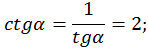 ctgα = 1/tgα = 2;